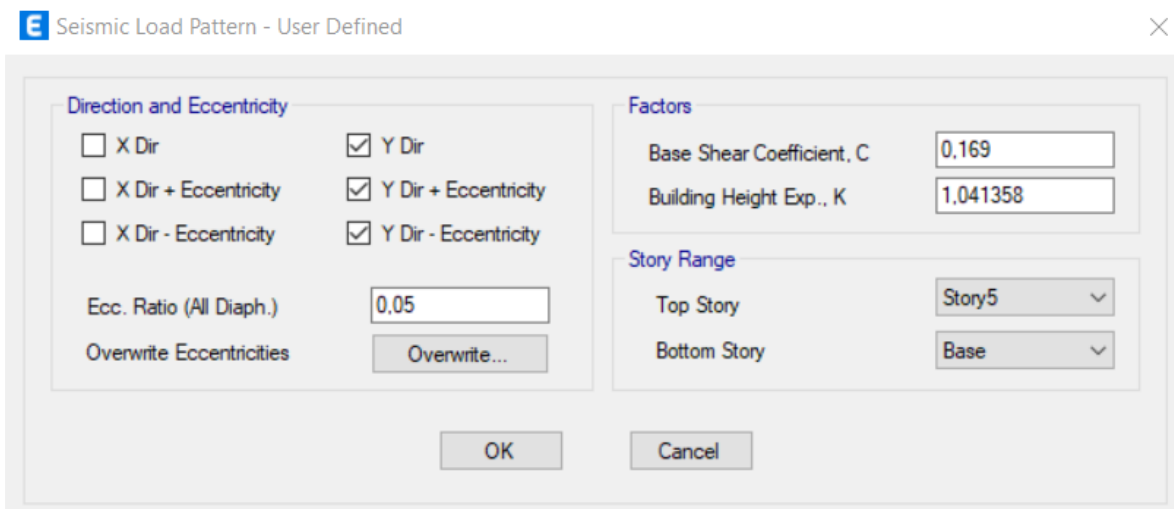 E Seismic Load Pattern - User Defined
Direction and Eccentricity
X Dir
Y Dir
X Dir + Eccentricity
Y Dir + Eccentricity
X Dir - Eccentricity
Y Dir - Eccentricity
Ecc. Ratio (All Diaph.)
0,05
Overwrite Eccentricities
Overwrite...
Factors
Base Shear Coefficient, C
0,169
Building Height Exp., K
1,041358
Story Range
Top Story
Story5
Bottom Story
Base
OK
Cancel